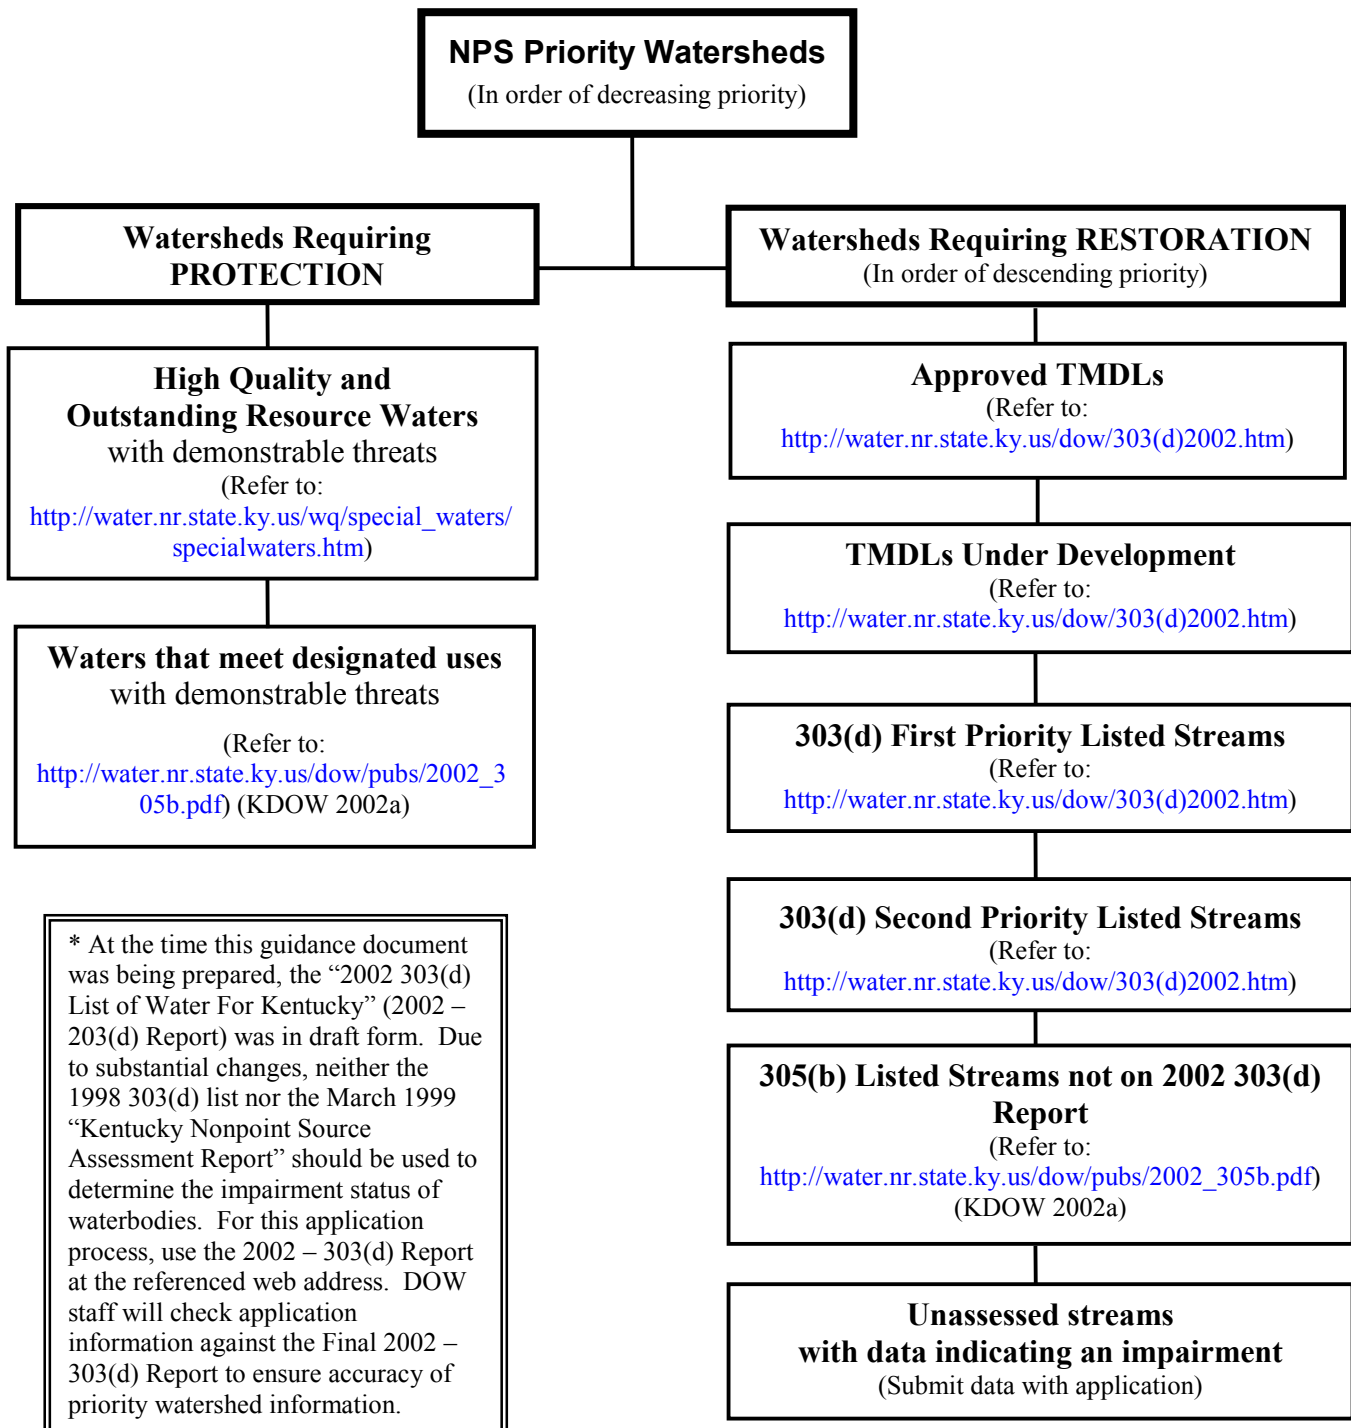 NPS Priority Watersheds
(In order of decreasing priority)
Watersheds Requiring
PROTECTION
High Quality and
Outstanding Resource Waters
with demonstrable threats
(Refer to:
http://water.nr.state.ky.us/wq/special_waters/
specialwaters.htm)
Waters that meet designated uses
with demonstrable threats
(Refer to:
http://water.nr.state.ky.us/dow/pubs/2002_3
05b.pdf) (KDOW 2002a)
* At the time this guidance document
was being prepared, the “2002 303(d)
List of Water For Kentucky” (2002 –
203(d) Report) was in draft form.  Due
to substantial changes, neither the
1998 303(d) list nor the March 1999
“Kentucky Nonpoint Source
Assessment Report” should be used to
determine the impairment status of
waterbodies.  For this application
process, use the 2002 – 303(d) Report
at the referenced web address.  DOW
staff will check application
information against the Final 2002 –
303(d) Report to ensure accuracy of
priority watershed information.
Watersheds Requiring RESTORATION
(In order of descending priority)
Approved TMDLs
(Refer to:
http://water.nr.state.ky.us/dow/303(d)2002.htm)
TMDLs Under Development
(Refer to:
http://water.nr.state.ky.us/dow/303(d)2002.htm)
303(d) First Priority Listed Streams
(Refer to:
http://water.nr.state.ky.us/dow/303(d)2002.htm)
303(d) Second Priority Listed Streams
(Refer to:
http://water.nr.state.ky.us/dow/303(d)2002.htm)
305(b) Listed Streams not on 2002 303(d)
Report
(Refer to:
http://water.nr.state.ky.us/dow/pubs/2002_305b.pdf)
(KDOW 2002a)
Unassessed streams
with data indicating an impairment
(Submit data with application)